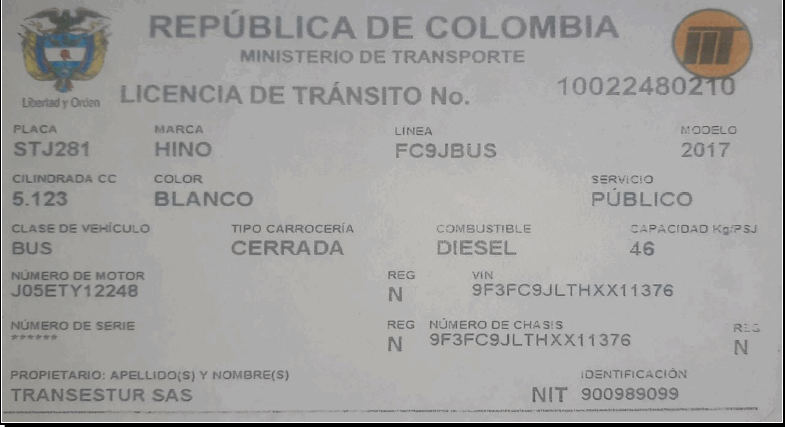 REPÚBLICA DE COLOMBIA
MINISTERIO DE TRANSPORTE
Libertad y Orden
LICENCIA DE TRÁNSITO No. 10022480210
PLACA MARCA LÍNEA MODELO
STJ281 HINO FC9JBUS 2017
CILINDRADA CC COLOR SERVICIO
5.123 BLANCO PÚBLICO
CLASE DE VEHÍCULO TIPO CARROCERÍA COMBUSTIBLE CAPACIDAD Kg/PSJ
BUS CERRADA DIESEL 46
NÚMERO DE MOTOR REG VIN
J05ETY12248 N 9F3FC9JLTHXX11376
NÚMERO DE SERIE REG NÚMERO DE CHASIS REG
****** N 9F3FC9JLTHXX11376 N
PROPIETARIO: APELLIDO(S) Y NOMBRE(S) IDENTIFICACIÓN
TRANSESTUR SAS NIT 900989099